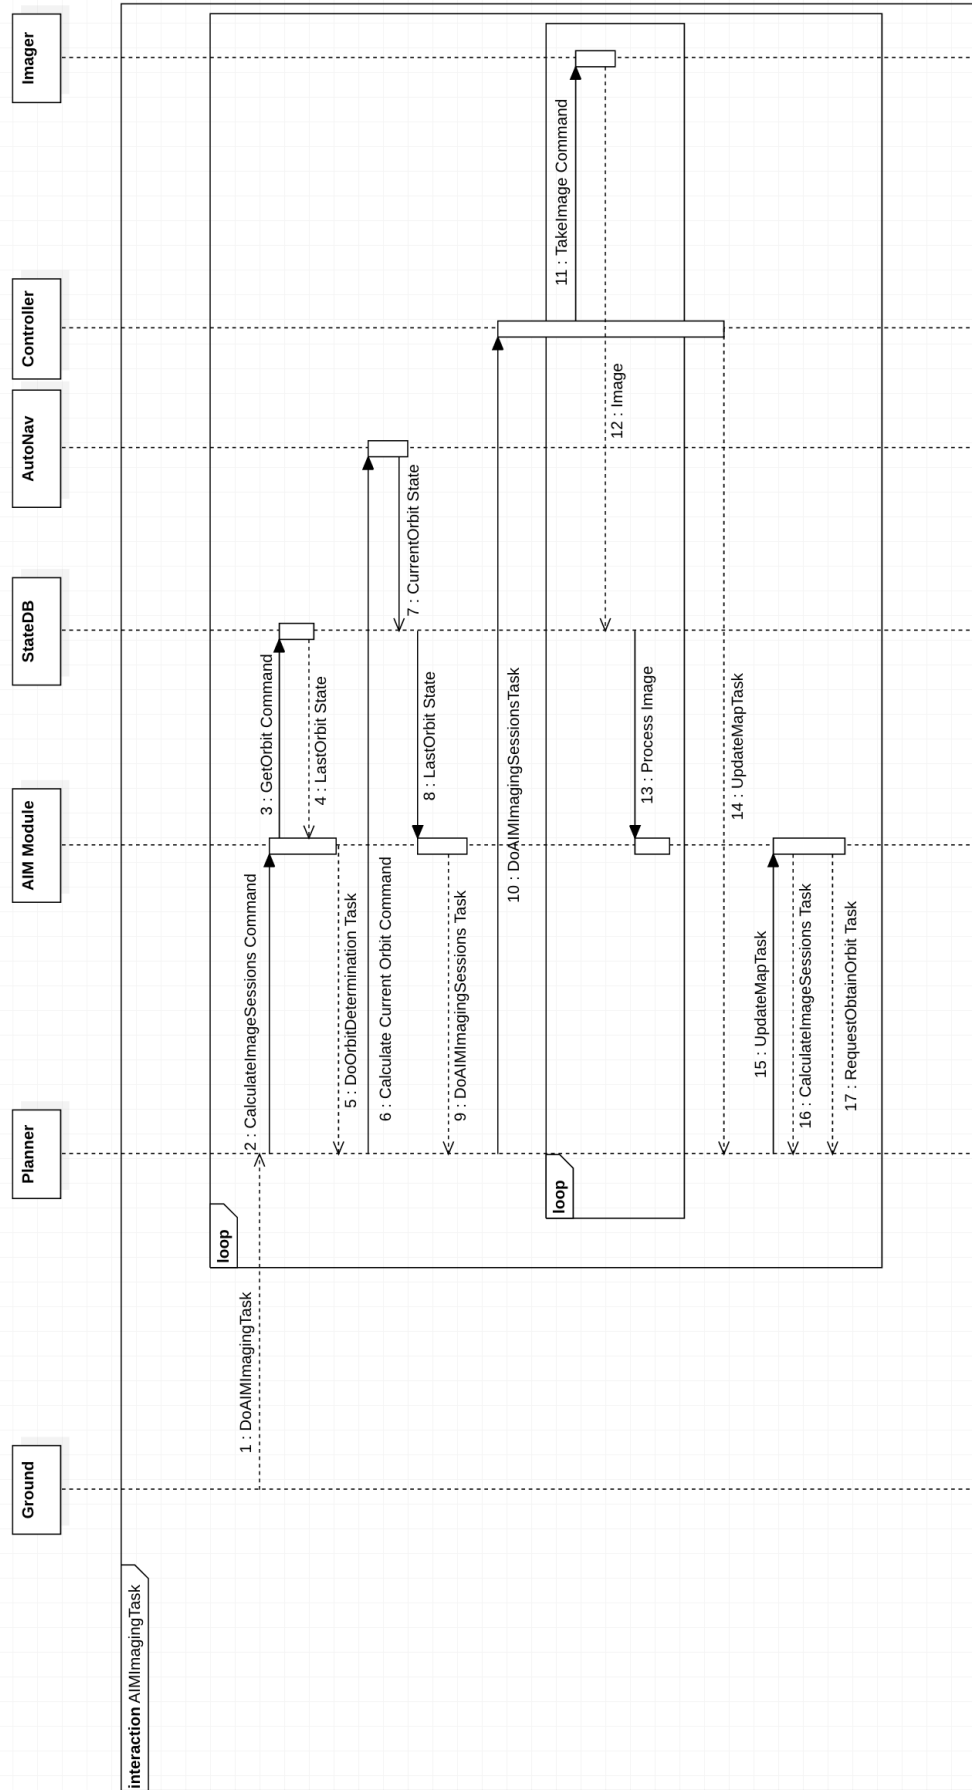 interaction AIMImagingTask
Ground
Planner
AIM Module
StateDB
AutoNav
Controller
Imager
loop
loop
1 : DoAIMImagingTask
2 : CalculateImageSessions Command
3 : GetOrbit Command
4 : LastOrbit State
5 : DoOrbitDetermination Task
6 : Calculate Current Orbit Command
7 : CurrentOrbit State
8 : LastOrbit State
9 : DoAIMImagingSessions Task
10 : DoAIMImagingSessionsTask
11 : TakeImage Command
12 : Image
13 : Process Image
14 : UpdateMapTask
15 : UpdateMapTask
16 : CalculateImageSessions Task
17 : RequestObtainOrbit Task